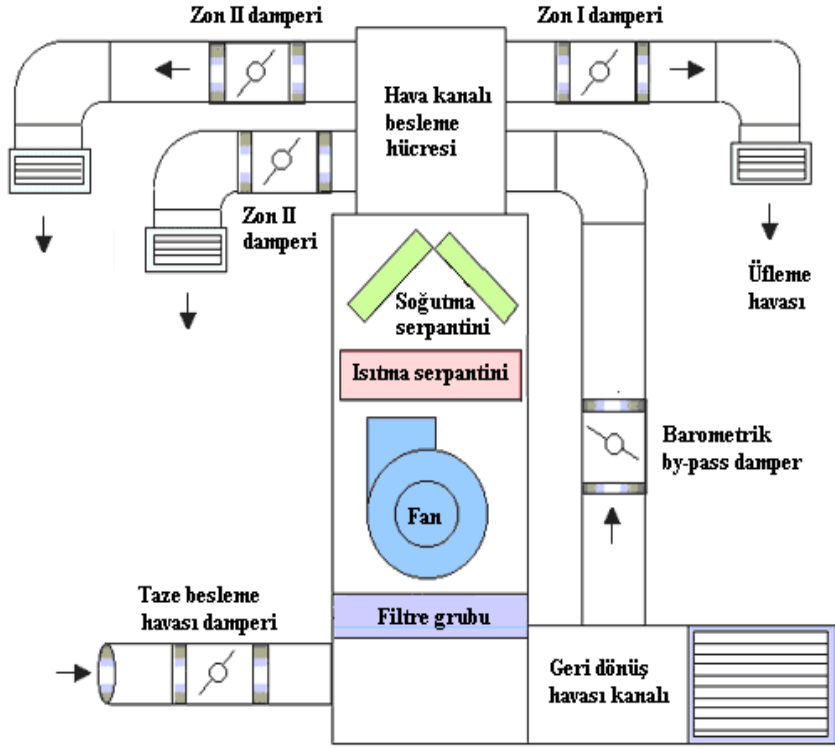 Zon II damperi
Zon I damperi
Hava kanalı
besleme
hücresi
Zon II
damperi
Üfleme
havası
Soğutma
serpantini
Isıtma serpantini
Barometrik
by-pass damper
Fan
Taze besleme
havası damperi
Filtre grubu
Geri dönüş
havası kanalı